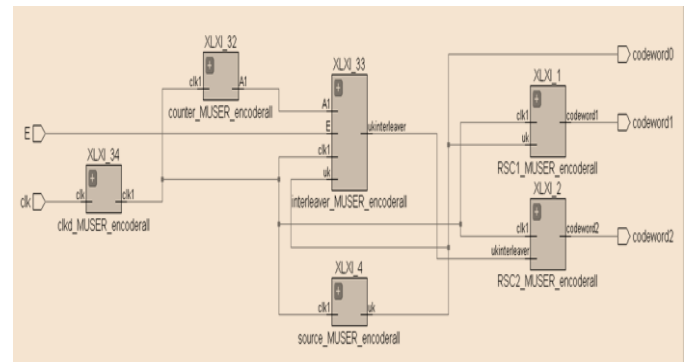 XLXI_32
clk1 A1
counter_MUSER_encoderall
XLXI_33
A1
E
clk1
uk
ukinterleaver
interleaver_MUSER_encoderall
XLXI_1
clk1 codeword1
uk
RSC1_MUSER_encoderall
XLXI_2
clk1 codeword2
ukinterleaver
RSC2_MUSER_encoderall
codeword0
codeword1
codeword2
E
XLXI_34
clk
clk clk1
clkd_MUSER_encoderall
XLXI_4
clk1 uk
source_MUSER_encoderall